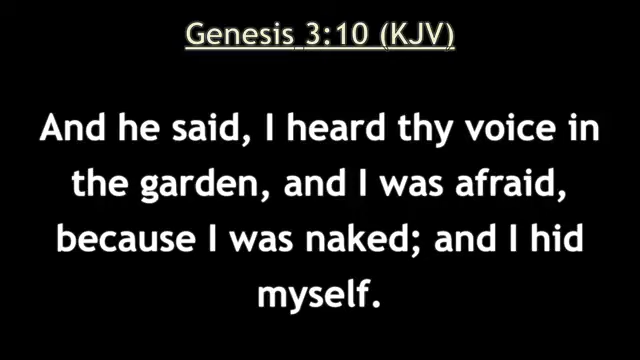 Genesis 3:10 (KJV)
And he said, I heard thy voice in
the garden, and I was afraid,
because I was naked; and I hid
myself.